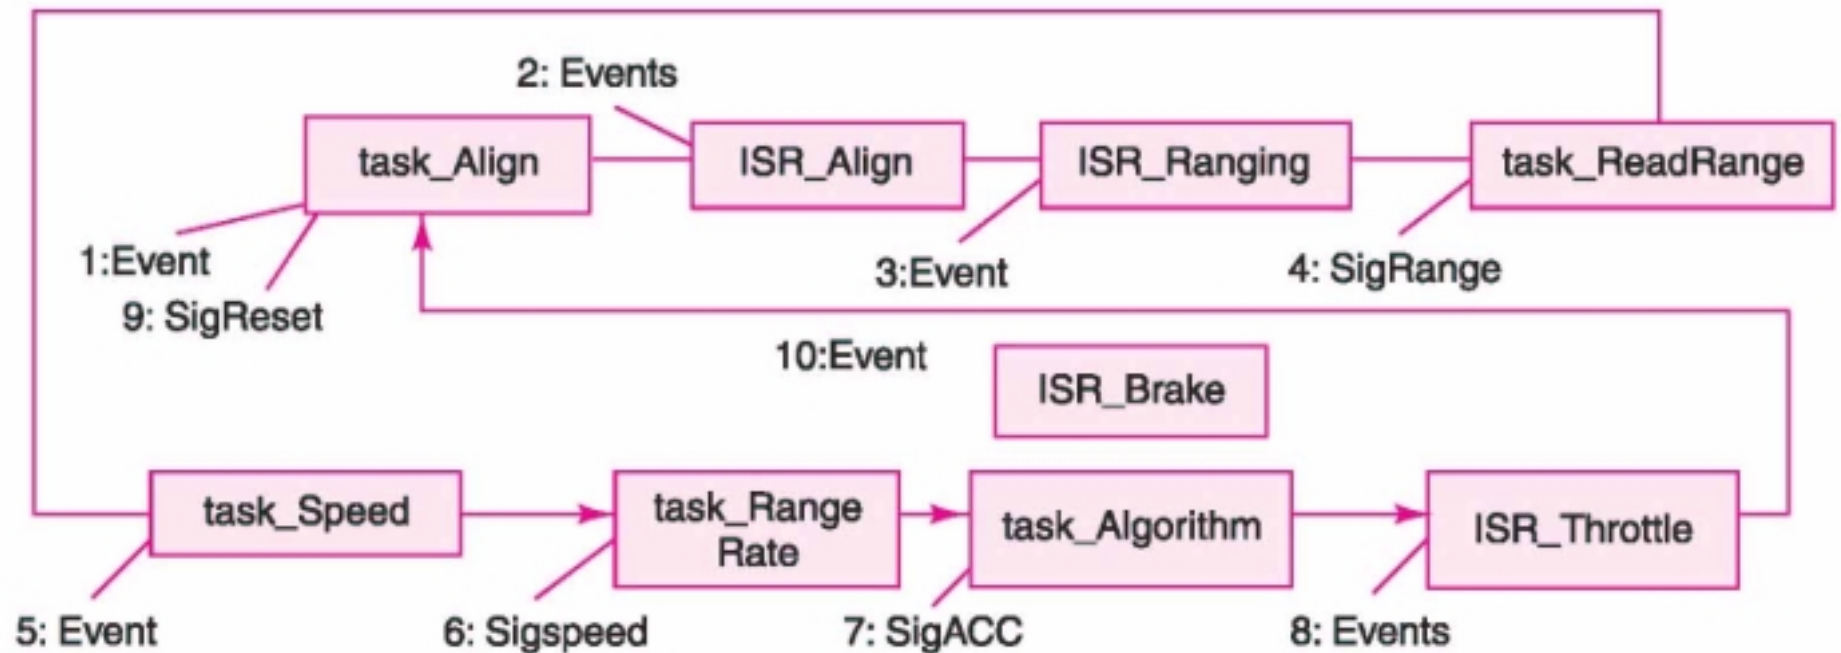 2: Events
task_Align
ISR_Align
ISR_Ranging
task_ReadRange
1:Event
9: SigReset
3:Event
4: SigRange
10:Event
ISR_Brake
task_Speed
task_Range
Rate
task_Algorithm
ISR_Throttle
5: Event
6: Sigspeed
7: SigACC
8: Events